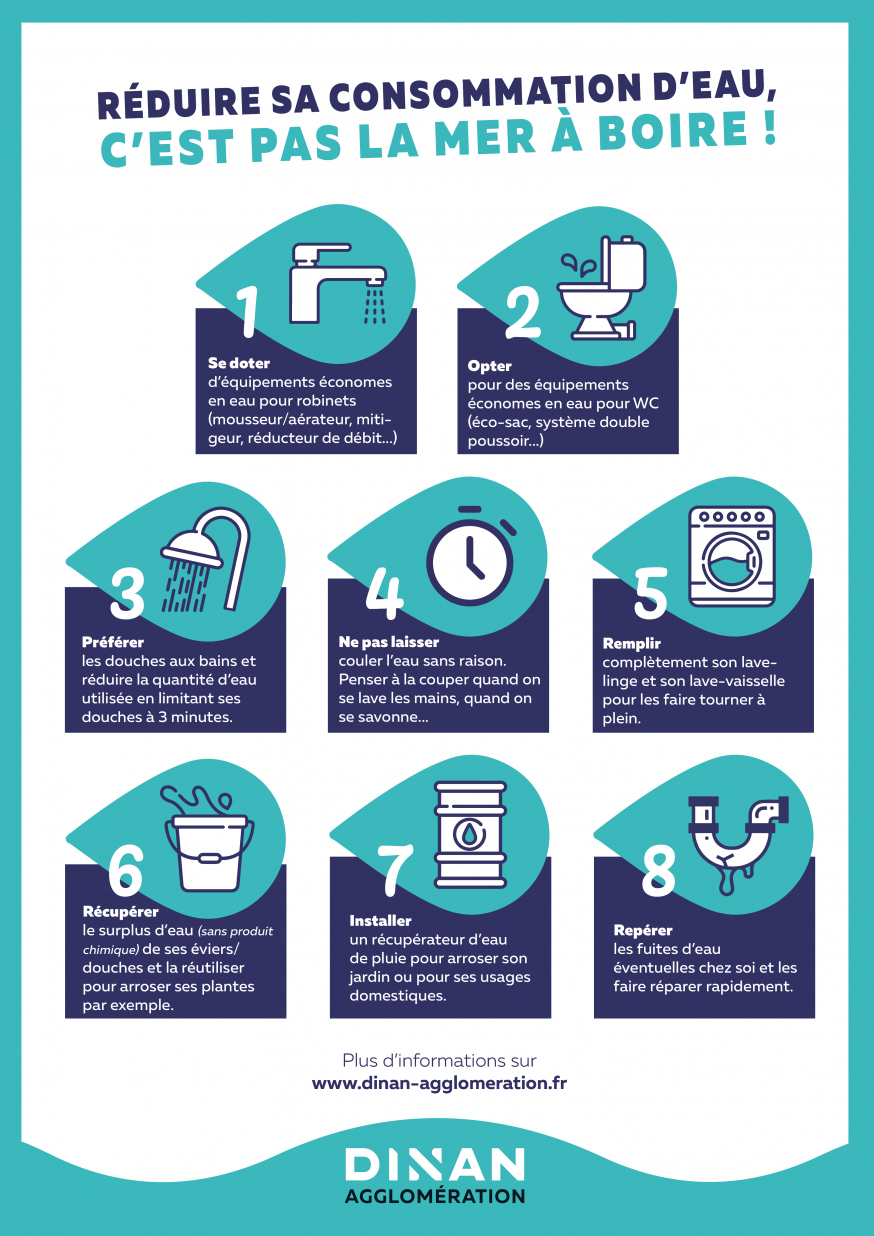 RÉDUIRE SA CONSOMMATION D'EAU,
C'EST PAS LA MER À BOIRE !
1
Se doter
d'équipements économes
en eau pour robinets
(mousseur/aérateur, miti-
geur, réducteur de débit...)
2
Opter
pour des équipements
économes en eau pour WC
(éco-sac, système double
poussoir...)
3
Préférer
les douches aux bains et
réduire la quantité d'eau
utilisée en limitant ses
douches à 3 minutes.
4
Ne pas laisser
couler l'eau sans raison.
Penser à la couper quand on
se lave les mains, quand on
se savonne...
5
Remplir
complètement son lave-
linge et son lave-vaisselle
pour les faire tourner à
plein.
6
Récupérer
le surplus d'eau (sans produit
chimique) de ses éviers/
douches et la réutiliser
pour arroser ses plantes
par exemple.
7
Installer
un récupérateur d'eau
de pluie pour arroser son
jardin ou pour ses usages
domestiques.
8
Repérer
les fuites d'eau
éventuelles chez soi et les
faire réparer rapidement.
Plus d'informations sur
www.dinan-agglomeration.fr
DINAN
AGGLOMÉRATION